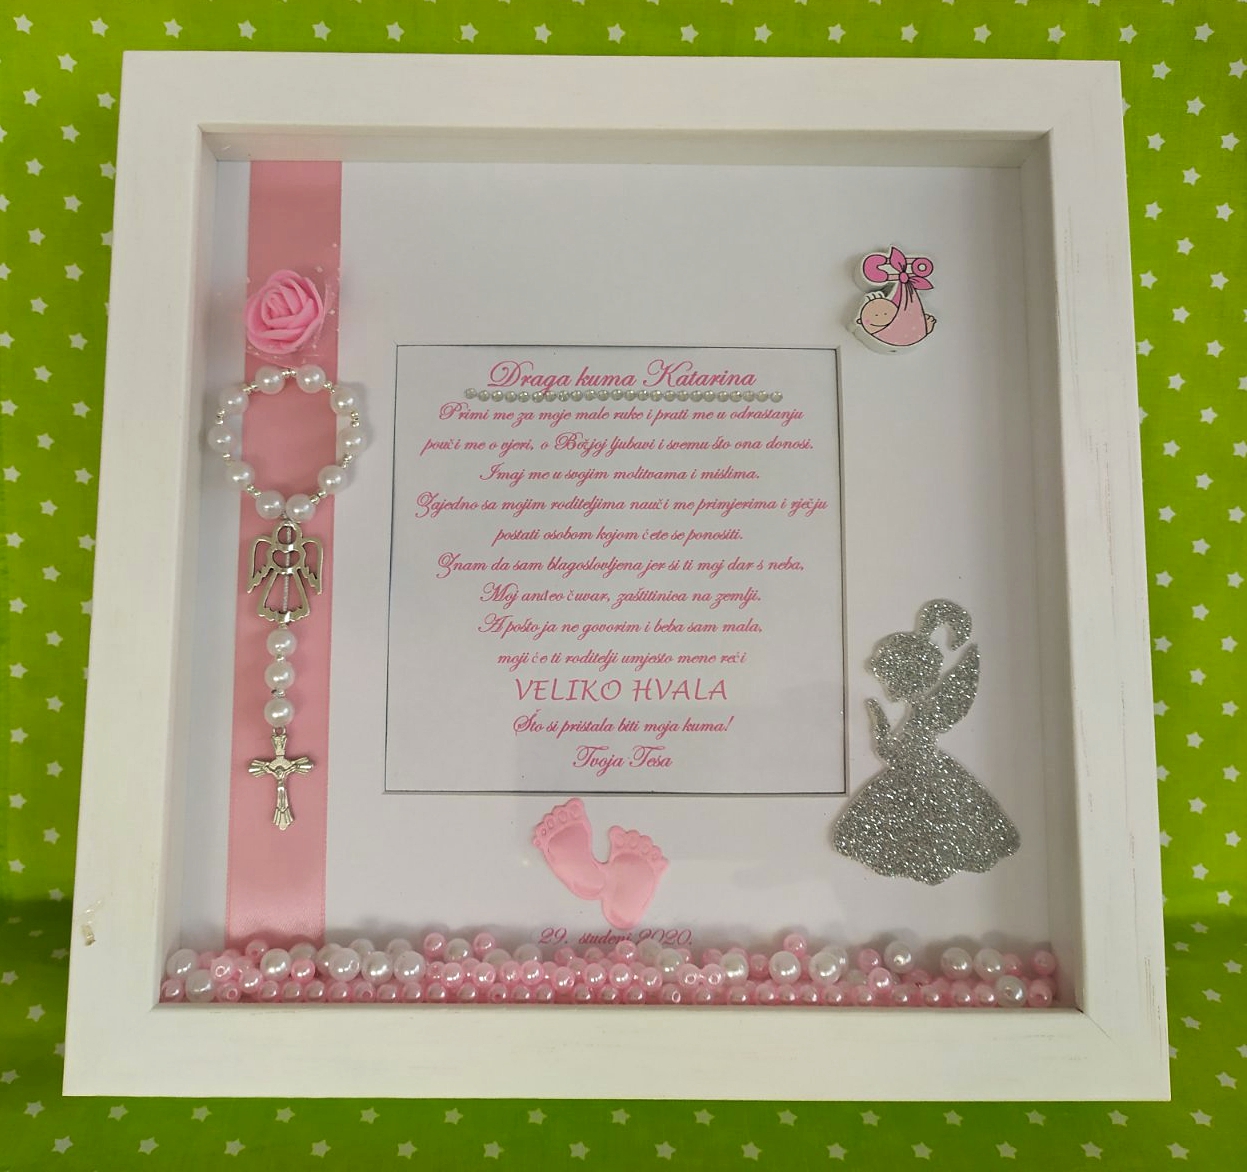 Draga kuma Katarina
Primi me za moje male ruke i prati me u odrastanju
pouči me o vjeri, o Božjoj ljubavi i svemu što ona donosi.
Imaj me u svojim molitvama i mislima.
Zajedno sa mojim roditeljima nauči me primjerima i rječju
postati osobom kojom ćete se ponositi.
Znam da sam blagoslovljena jer si ti moj dar s neba,
Moj anđeo čuvar, zaštitinica na zemlji.
A pošto ja ne govorim i beba sam mala,
moji će ti roditelji umjesto mene reći
VELIKO HVALA
Što si pristala biti moja kuma!
Tvoja Tesa
29. studeni 2020.